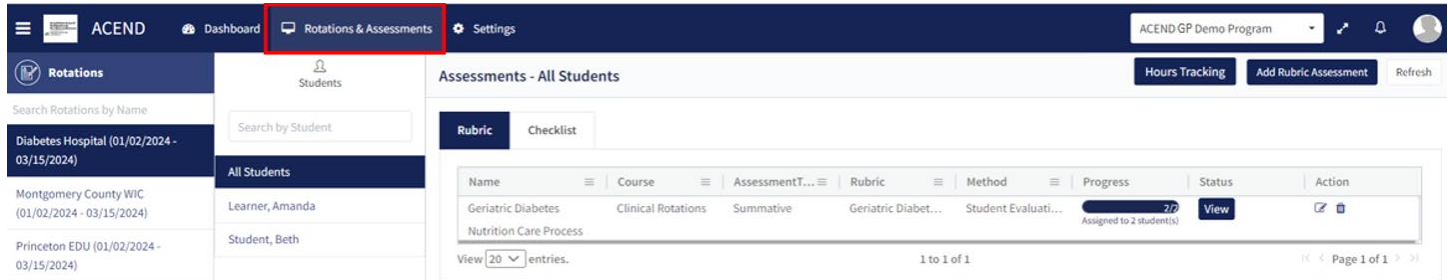 ACEND
Dashboard
Rotations & Assessments
Settings
ACEND GP Demo Program
Rotations
Search Rotations by Name
Diabetes Hospital (01/02/2024 -
03/15/2024)
Montgomery County WIC
(01/02/2024 - 03/15/2024)
Princeton EDU (01/02/2024 -
03/15/2024)
Students
Search by Student
All Students
Learner, Amanda
Student, Beth
Assessments - All Students
Hours Tracking
Add Rubric Assessment
Refresh
Rubric
Checklist
Name Course AssessmentT... Rubric Method Progress Status Action
Geriatric Diabetes
Nutrition Care Process
Clinical Rotations
Summative
Geriatric Diabet...
Student Evaluati...
2/2
Assigned to 2 student(s)
View
View 20 entries.
1 to 1 of 1
Page 1 of 1